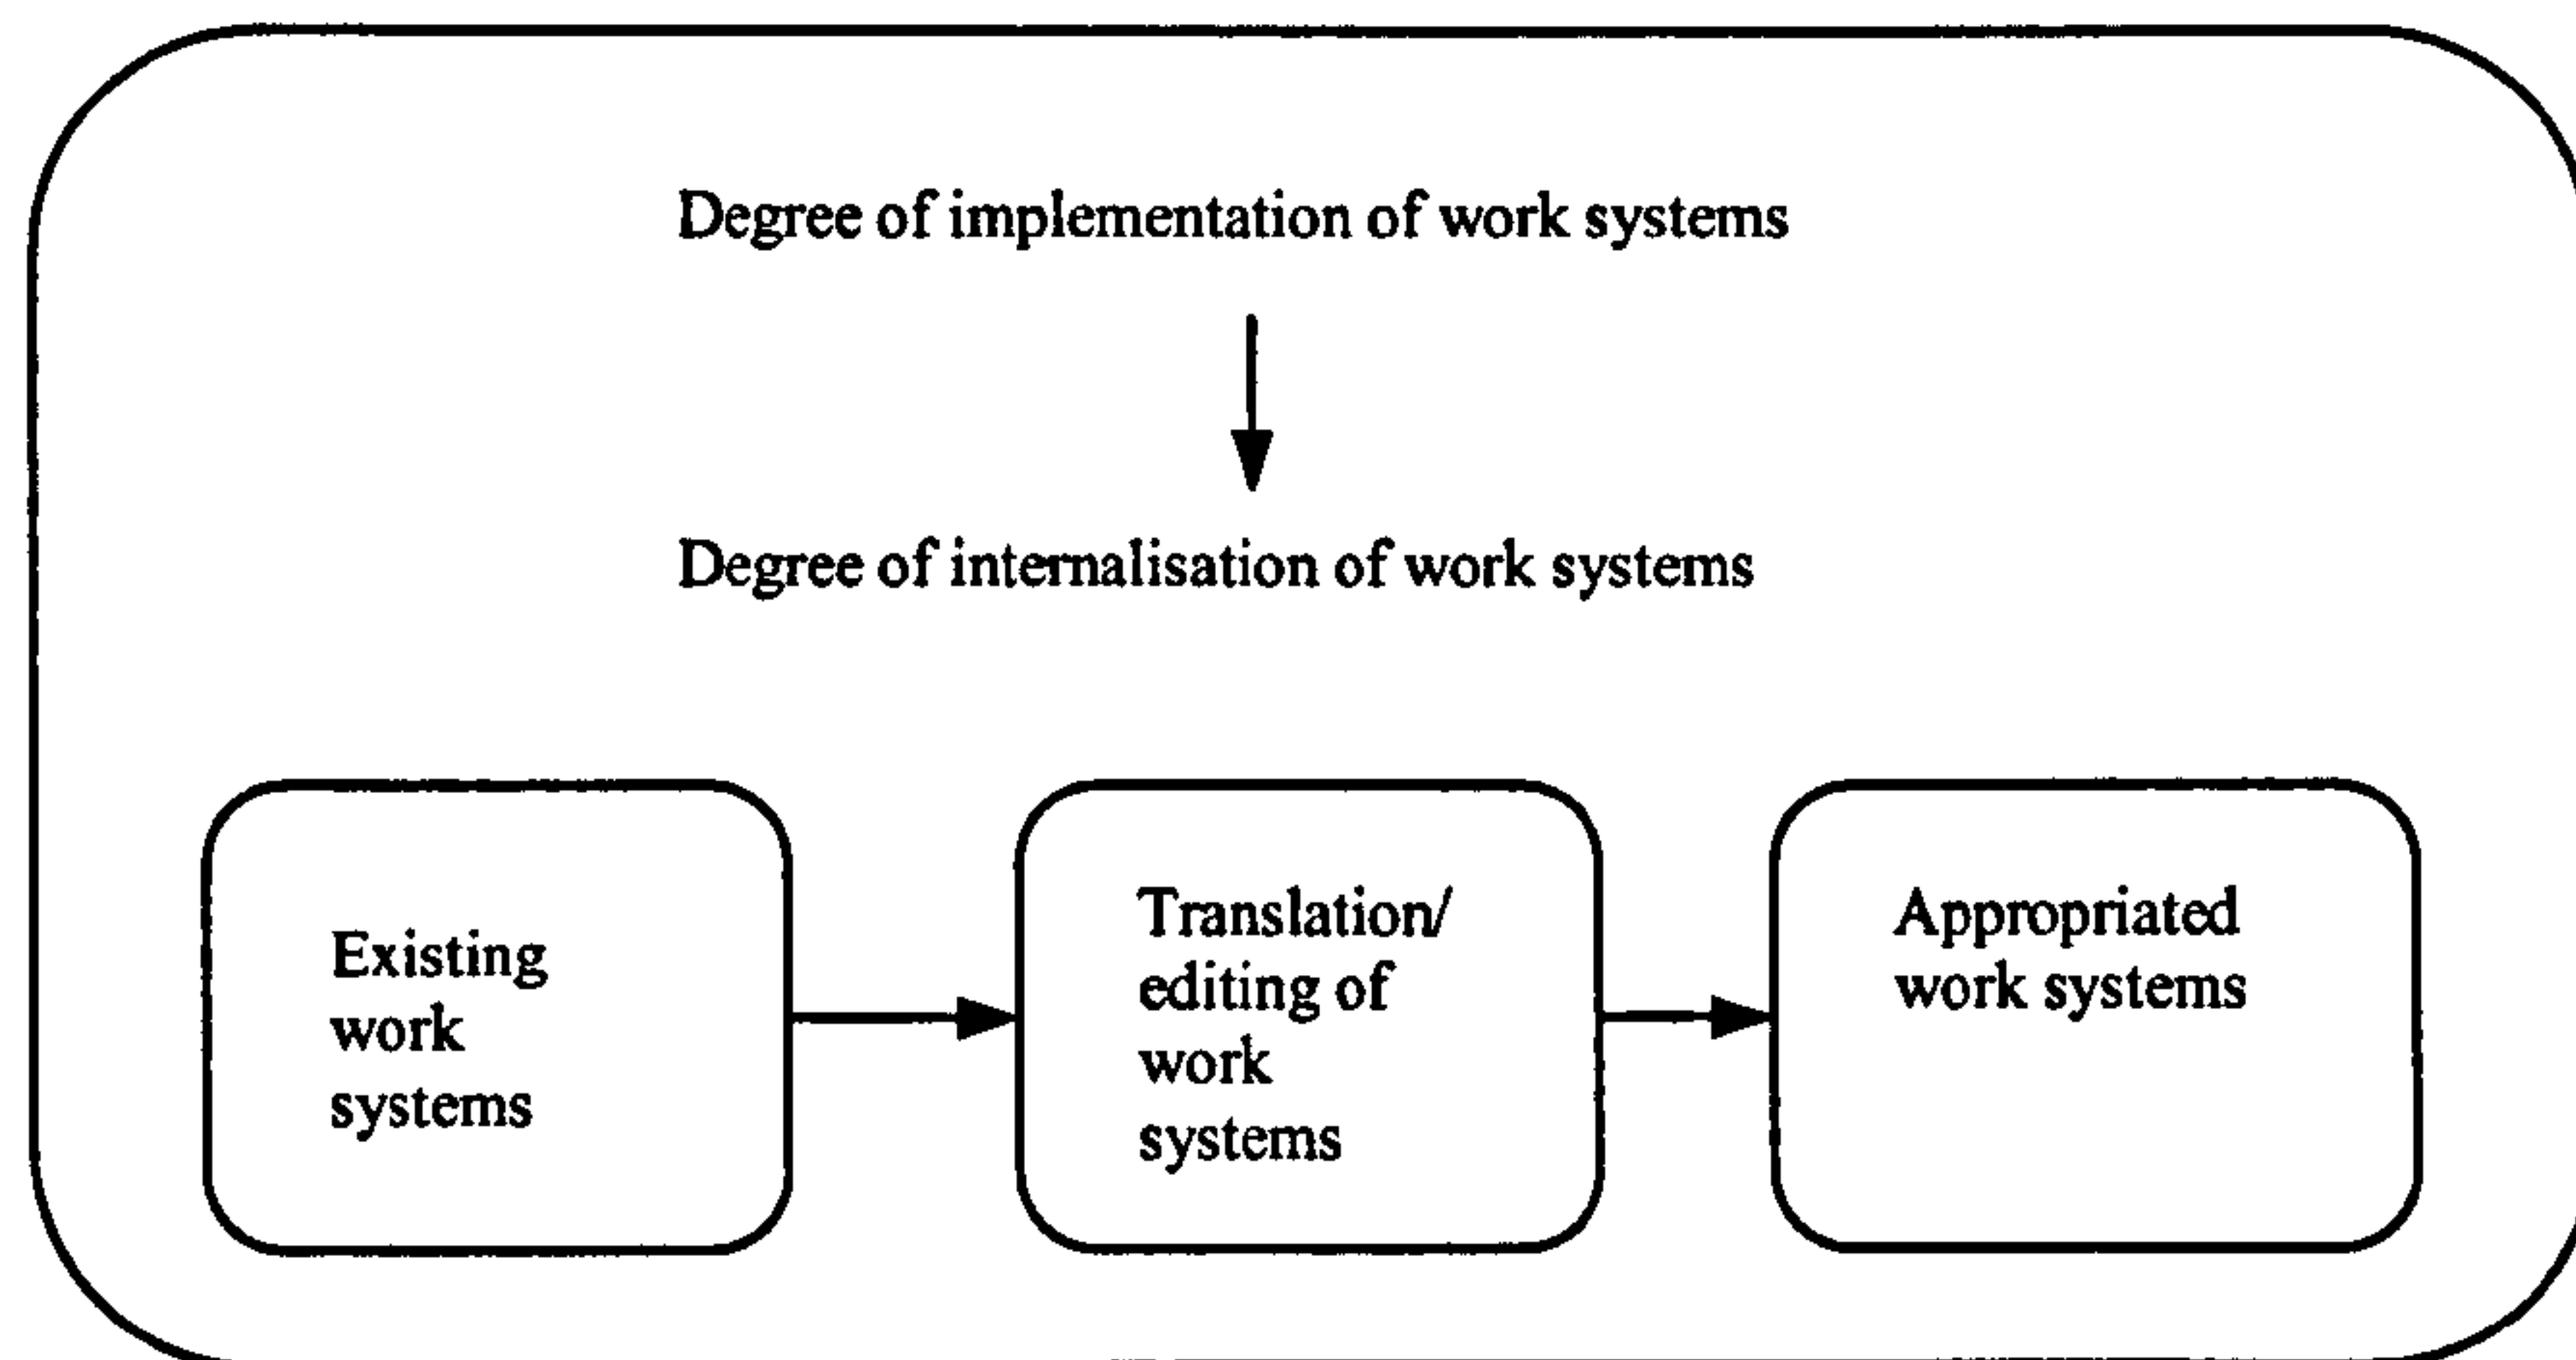 Degree of implementation of work systems
Degree of internalisation of work systems
Existing
work
systems
Translation/
editing of
work
systems
Appropriated
work systems